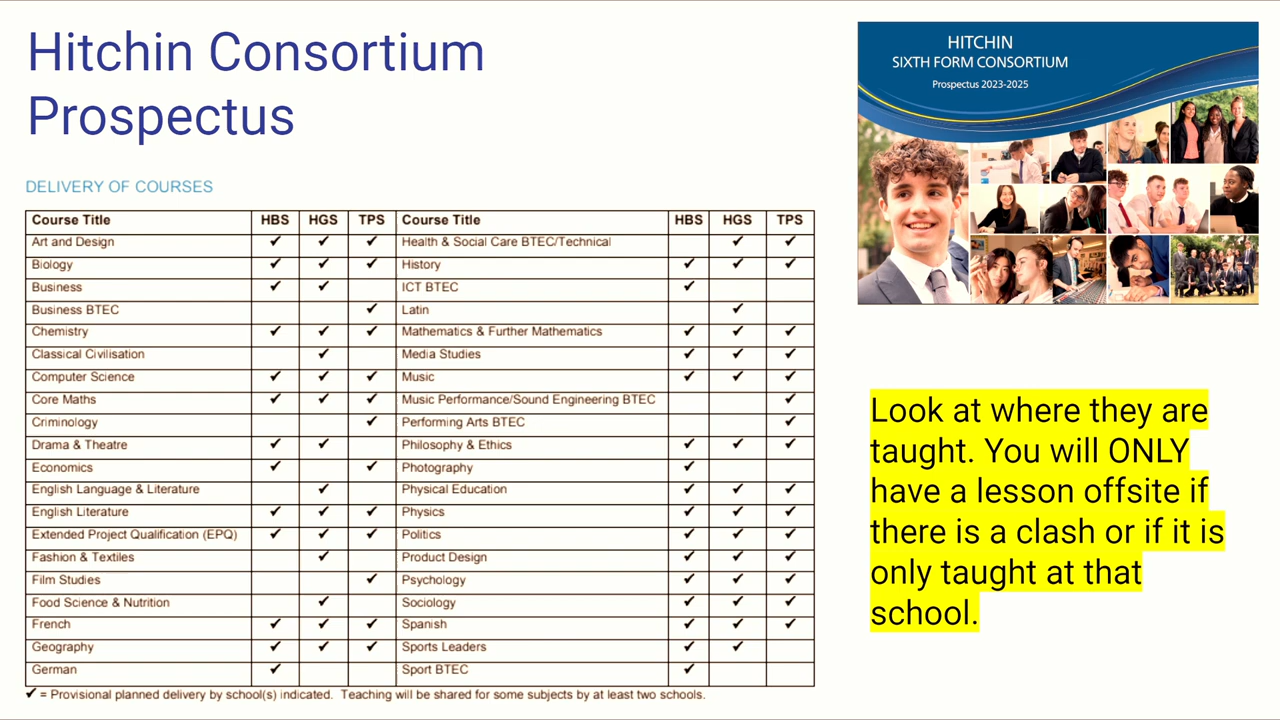 Hitchin Consortium
Prospectus
HITCHIN
SIXTH FORM CONSORTIUM
Prospectus 2023-2025
DELIVERY OF COURSES
Course Title HBS HGS TPS Course Title HBS HGS TPS
Art and Design ✔ ✔ ✔ Health & Social Care BTEC/Technical ✔ ✔
Biology ✔ ✔ ✔ History ✔ ✔ ✔
Business ✔ ✔ ICT BTEC ✔
Business BTEC ✔ Latin ✔
Chemistry ✔ ✔ ✔ Mathematics & Further Mathematics ✔ ✔ ✔
Classical Civilisation ✔ Media Studies ✔ ✔ ✔
Computer Science ✔ ✔ ✔ Music ✔ ✔ ✔
Core Maths ✔ ✔ ✔ Music Performance/Sound Engineering BTEC ✔
Criminology ✔ Performing Arts BTEC ✔
Drama & Theatre ✔ ✔ Philosophy & Ethics ✔ ✔ ✔
Economics ✔ ✔ Photography ✔
English Language & Literature ✔ Physical Education ✔ ✔ ✔
English Literature ✔ ✔ ✔ Physics ✔ ✔ ✔
Extended Project Qualification (EPQ) ✔ ✔ ✔ Politics ✔ ✔ ✔
Fashion & Textiles ✔ Product Design ✔ ✔ ✔
Film Studies ✔ Psychology ✔ ✔ ✔
Food Science & Nutrition ✔ Sociology ✔ ✔ ✔
French ✔ ✔ ✔ Spanish ✔ ✔ ✔
Geography ✔ ✔ ✔ Sports Leaders ✔ ✔
German ✔ Sport BTEC ✔
✔ = Provisional planned delivery by school(s) indicated. Teaching will be shared for some subjects by at least two schools.
Look at where they are
taught. You will ONLY
have a lesson offsite if
there is a clash or if it is
only taught at that
school.